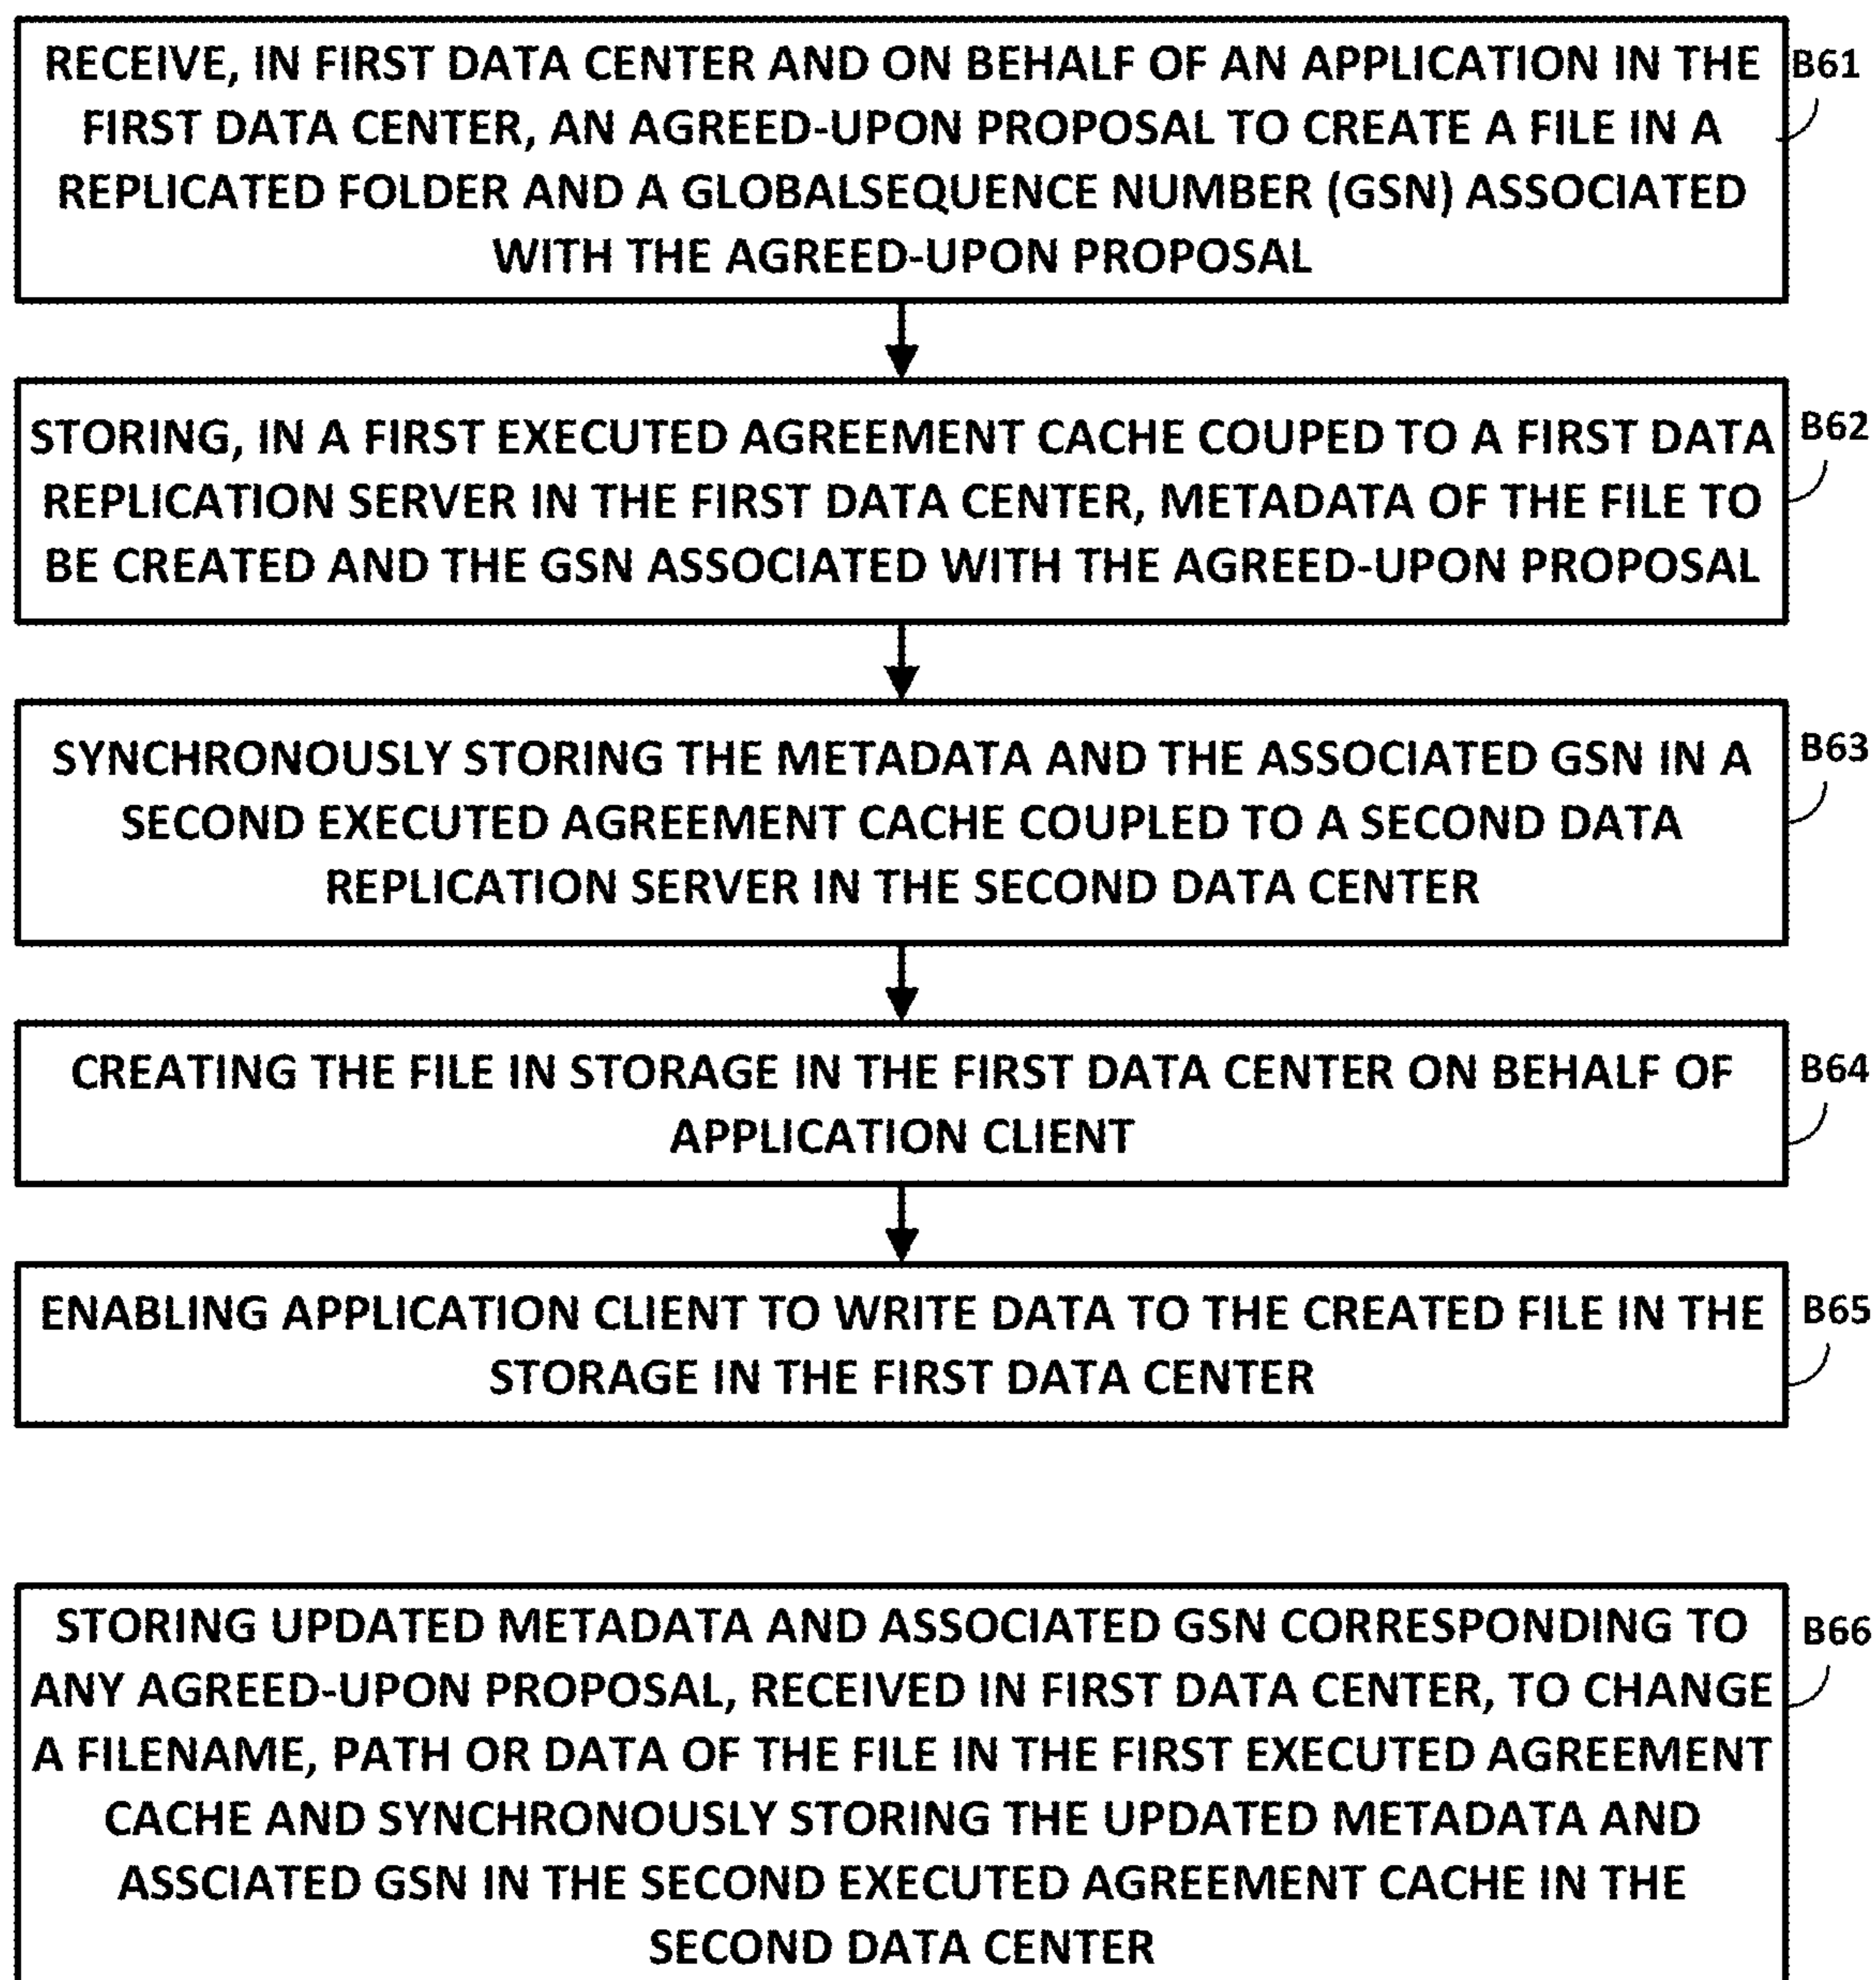 RECEIVE, IN FIRST DATA CENTER AND ON BEHALF OF AN APPLICATION IN THE
FIRST DATA CENTER, AN AGREED-UPON PROPOSAL TO CREATE A FILE IN A
REPLICATED FOLDER AND A GLOBALSEQUENCE NUMBER (GSN) ASSOCIATED
WITH THE AGREED-UPON PROPOSAL
B61
STORING, IN A FIRST EXECUTED AGREEMENT CACHE COUPED TO A FIRST DATA
REPLICATION SERVER IN THE FIRST DATA CENTER, METADATA OF THE FILE TO
BE CREATED AND THE GSN ASSOCIATED WITH THE AGREED-UPON PROPOSAL
B62
SYNCHRONOUSLY STORING THE METADATA AND THE ASSOCIATED GSN IN A
SECOND EXECUTED AGREEMENT CACHE COUPLED TO A SECOND DATA
REPLICATION SERVER IN THE SECOND DATA CENTER
B63
CREATING THE FILE IN STORAGE IN THE FIRST DATA CENTER ON BEHALF OF
APPLICATION CLIENT
B64
ENABLING APPLICATION CLIENT TO WRITE DATA TO THE CREATED FILE IN THE
STORAGE IN THE FIRST DATA CENTER
B65
STORING UPDATED METADATA AND ASSOCIATED GSN CORRESPONDING TO
ANY AGREED-UPON PROPOSAL, RECEIVED IN FIRST DATA CENTER, TO CHANGE
A FILENAME, PATH OR DATA OF THE FILE IN THE FIRST EXECUTED AGREEMENT
CACHE AND SYNCHRONOUSLY STORING THE UPDATED METADATA AND
ASSCIATED GSN IN THE SECOND EXECUTED AGREEMENT CACHE IN THE
SECOND DATA CENTER
B66